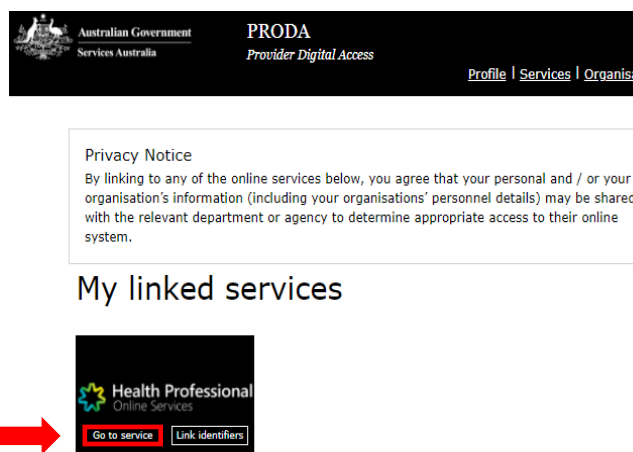 Australian Government
Services Australia
PRODA
Provider Digital Access
Profile | Services | Organisa
Privacy Notice
By linking to any of the online services below, you agree that your personal and / or your
organisation's information (including your organisations' personnel details) may be shared
with the relevant department or agency to determine appropriate access to their online
system.
My linked services
Health Professional
Online Services
Go to service
Link identifiers